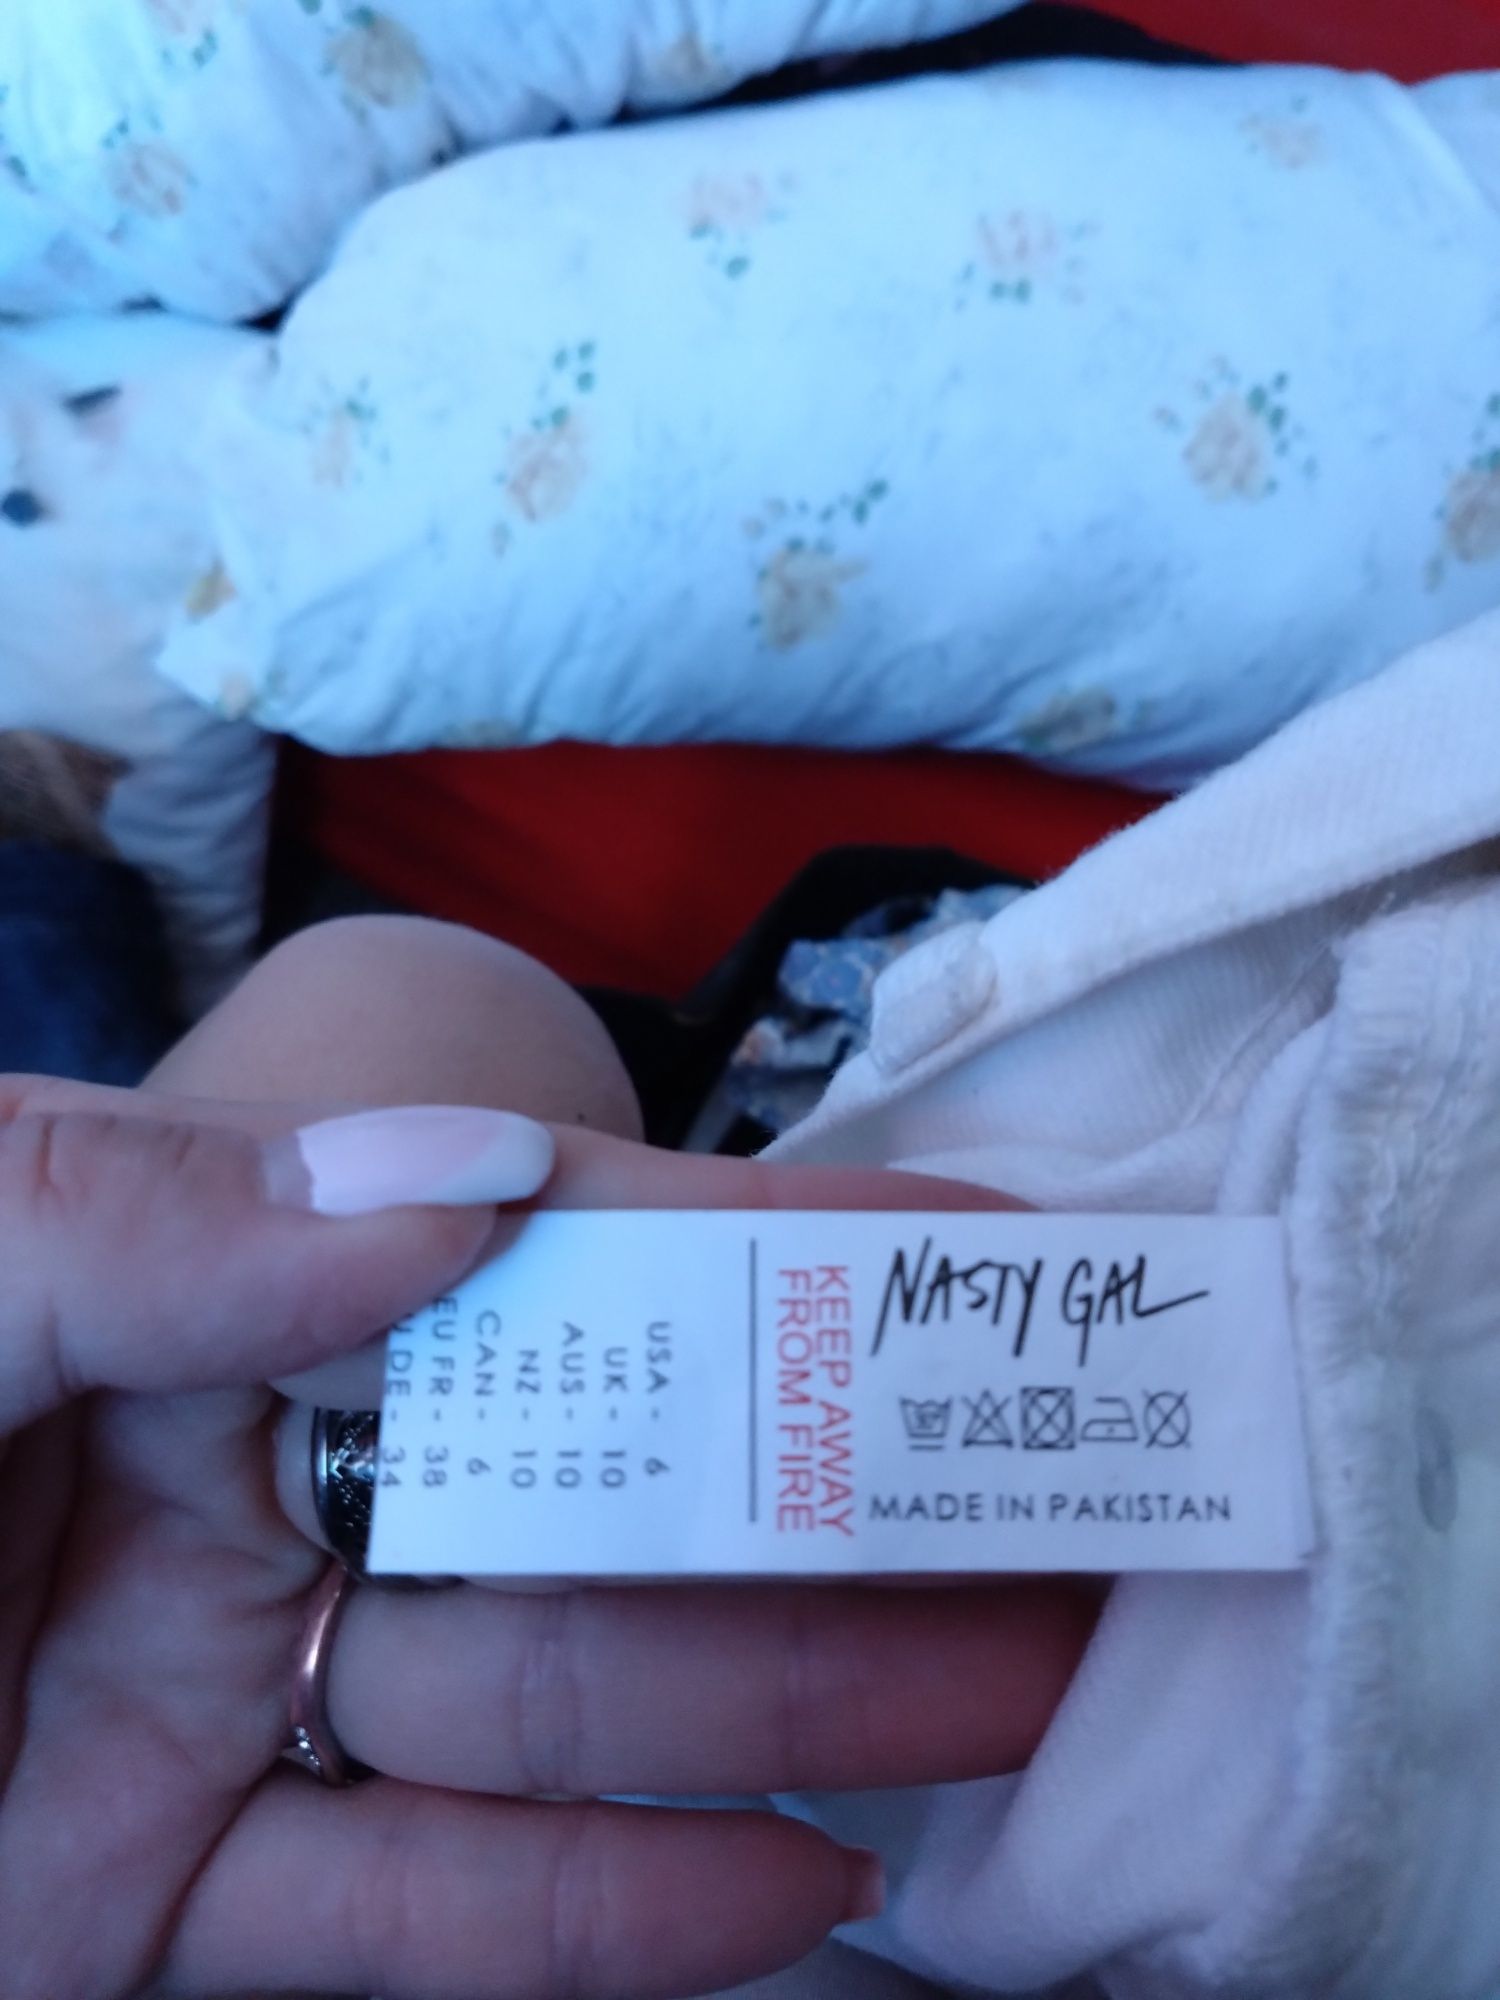 NASTY GAL
MADE IN PAKISTAN
KEEP AWAY
FROM FIRE
USA - 6
UK - 10
AUS - 10
NZ - 10
CAN - 6
EU FR - 38
DE - 34